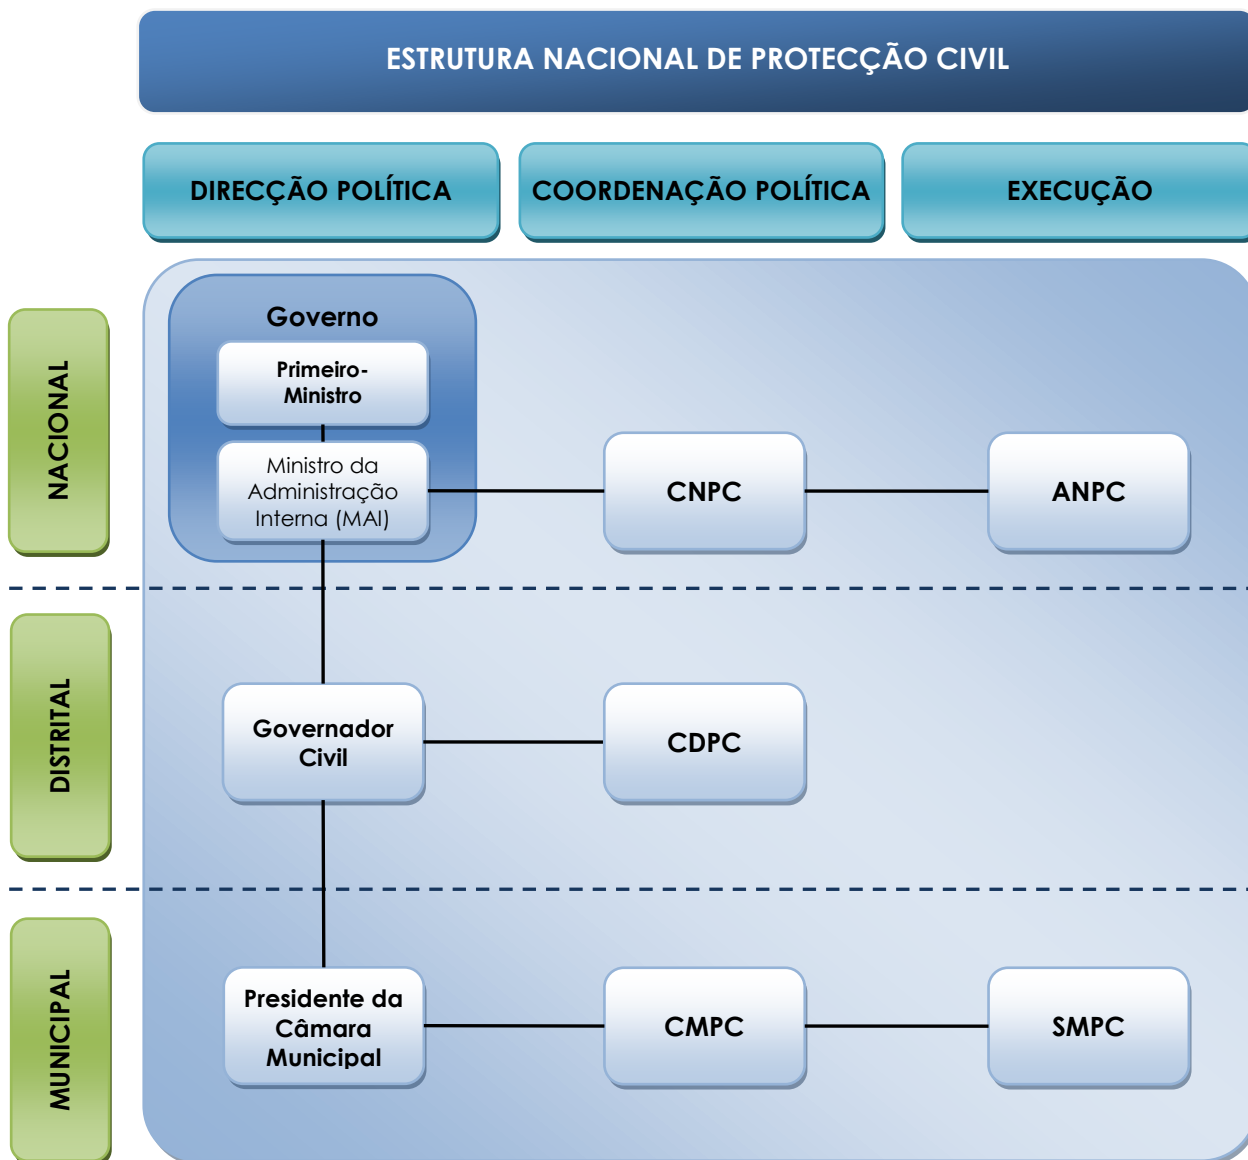 ESTRUTURA NACIONAL DE PROTECÇÃO CIVIL
DIRECÇÃO POLÍTICA
COORDENAÇÃO POLÍTICA
EXECUÇÃO
NACIONAL
Governo
Primeiro-
Ministro
Ministro da
Administração
Interna (MAI)
CNPC
ANPC
DISTRITAL
Governador
Civil
CDPC
MUNICIPAL
Presidente da
Câmara
Municipal
CMPC
SMPC